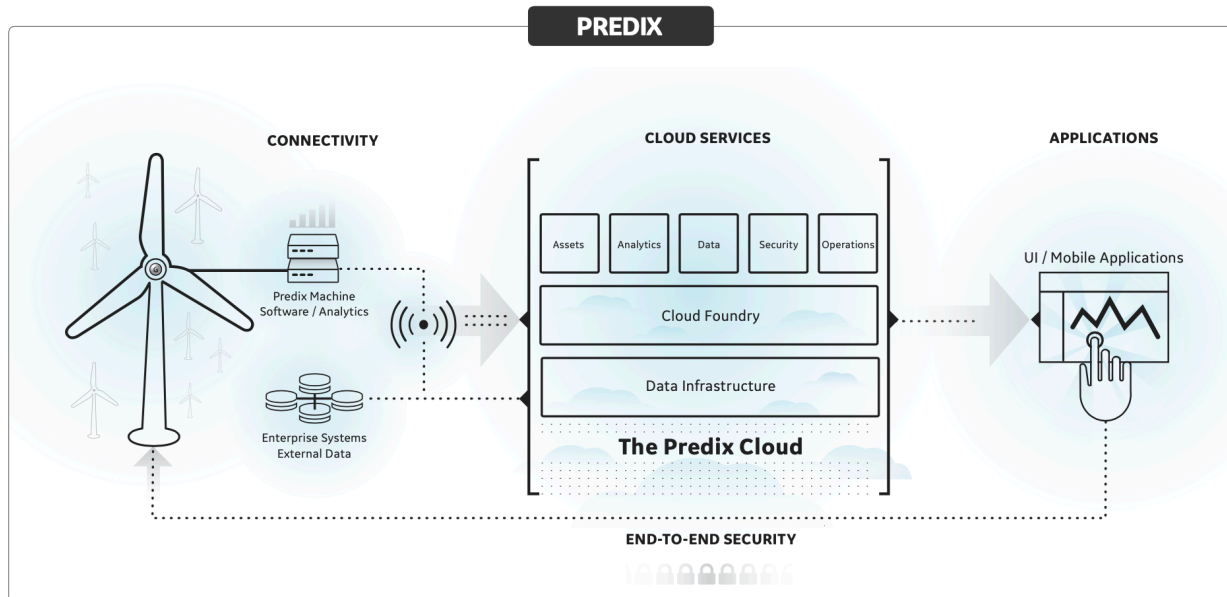 PREDIX
CONNECTIVITY
CLOUD SERVICES
APPLICATIONS
Assets
Analytics
Data
Security
Operations
Predix Machine
Software / Analytics
Cloud Foundry
UI / Mobile Applications
Data Infrastructure
Enterprise Systems
External Data
The Predix Cloud
END-TO-END SECURITY